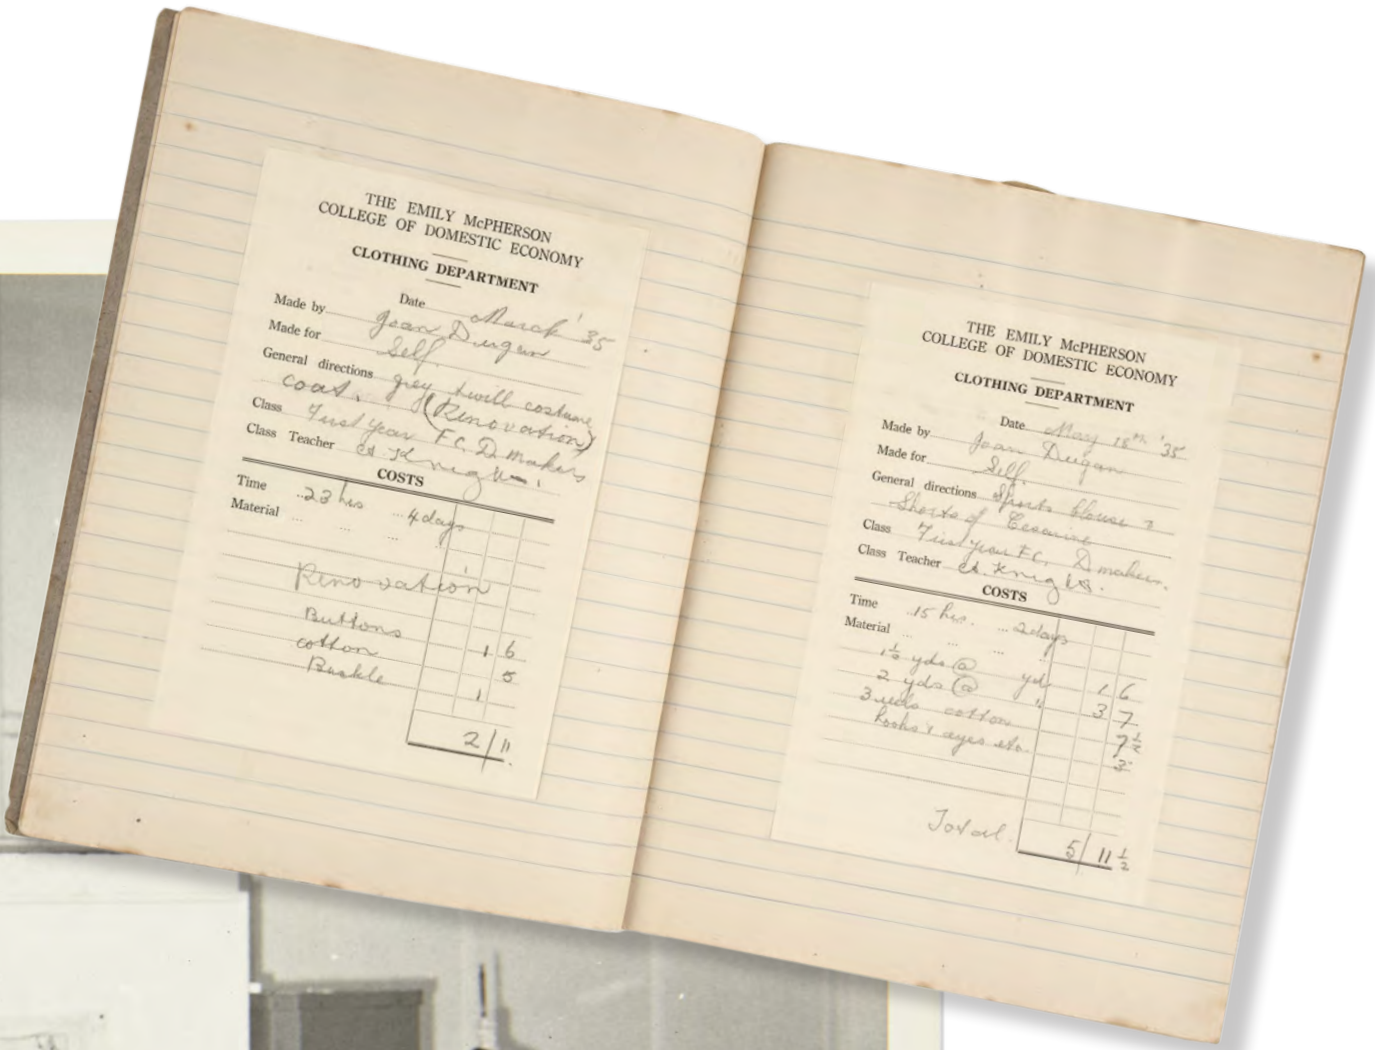 THE EMILY McPHERSON
COLLEGE OF DOMESTIC ECONOMY
CLOTHING DEPARTMENT
Date March '35
Made by Joan Dugan
Made for Self
General directions grey twill costume
coat. (Renovation)
Class First year F.C. D makers
Class Teacher A. Knight.
COSTS
Time 23 hrs 4 days
Material
Renovation
Buttons 1 6
cotton 5
Buckle 1
2/11
THE EMILY McPHERSON
COLLEGE OF DOMESTIC ECONOMY
CLOTHING DEPARTMENT
Date May 18th '35
Made by Joan Dugan
Made for Self
General directions Sports blouse &
Shorts of Cesarine
Class First year F.C. D makers.
Class Teacher A. Knight.
COSTS
Time 15 hrs. 2 days
Material
1½ yds @ yd. 1 6
2 yds @ " 3 7
3 reels cotton 7½
hooks & eyes etc. 3
Total 5/11½